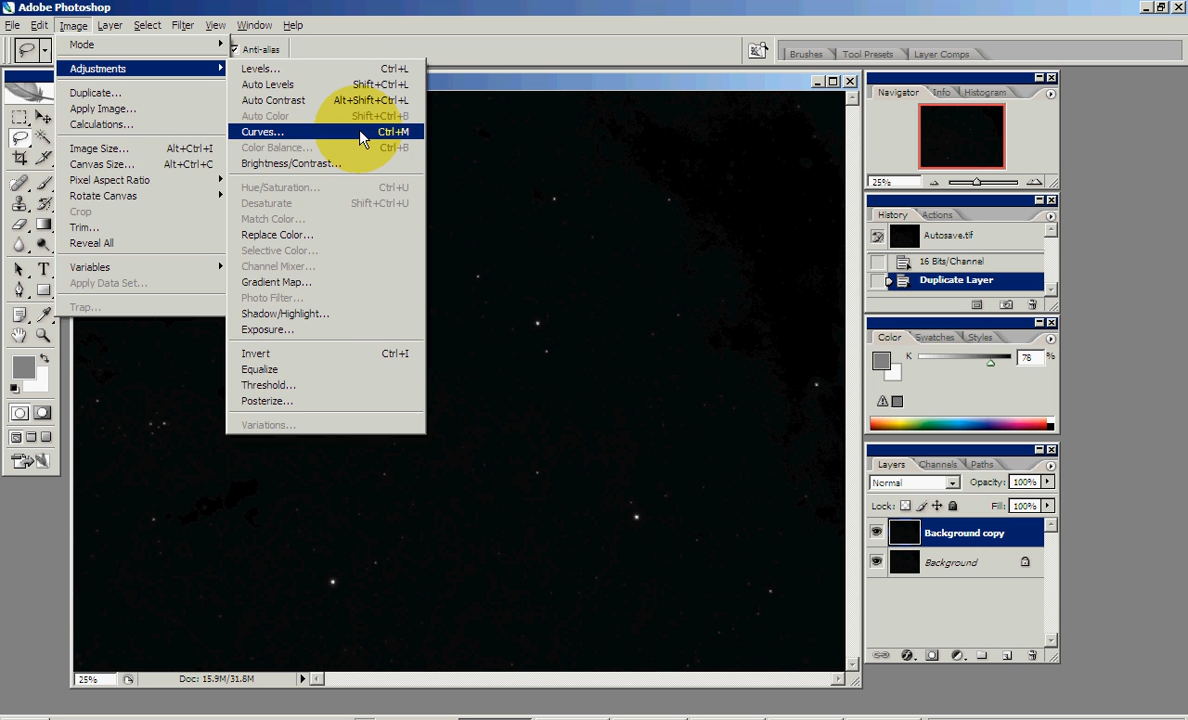 Adobe Photoshop
File Edit Image Layer Select Filter View Window Help
Anti-alias
Brushes Tool Presets Layer Comps
Mode
Adjustments
Duplicate...
Apply Image...
Calculations...
Image Size... Alt+Ctrl+I
Canvas Size... Alt+Ctrl+C
Pixel Aspect Ratio
Rotate Canvas
Crop
Trim...
Reveal All
Variables
Apply Data Set...
Trap...
Levels... Ctrl+L
Auto Levels Shift+Ctrl+L
Auto Contrast Alt+Shift+Ctrl+L
Auto Color Shift+Ctrl+B
Curves... Ctrl+M
Color Balance... Ctrl+B
Brightness/Contrast...
Hue/Saturation... Ctrl+U
Desaturate Shift+Ctrl+U
Match Color...
Replace Color...
Selective Color...
Channel Mixer...
Gradient Map...
Photo Filter...
Shadow/Highlight...
Exposure...
Invert Ctrl+I
Equalize
Threshold...
Posterize...
Variations...
Navigator Info Histogram
25%
History Actions
Autosave.tif
16 Bits/Channel
Duplicate Layer
Color Swatches Styles
K 78 %
Layers Channels Paths
Normal Opacity: 100%
Lock: Fill: 100%
Background copy
Background
25% Doc: 15.9M/31.8M